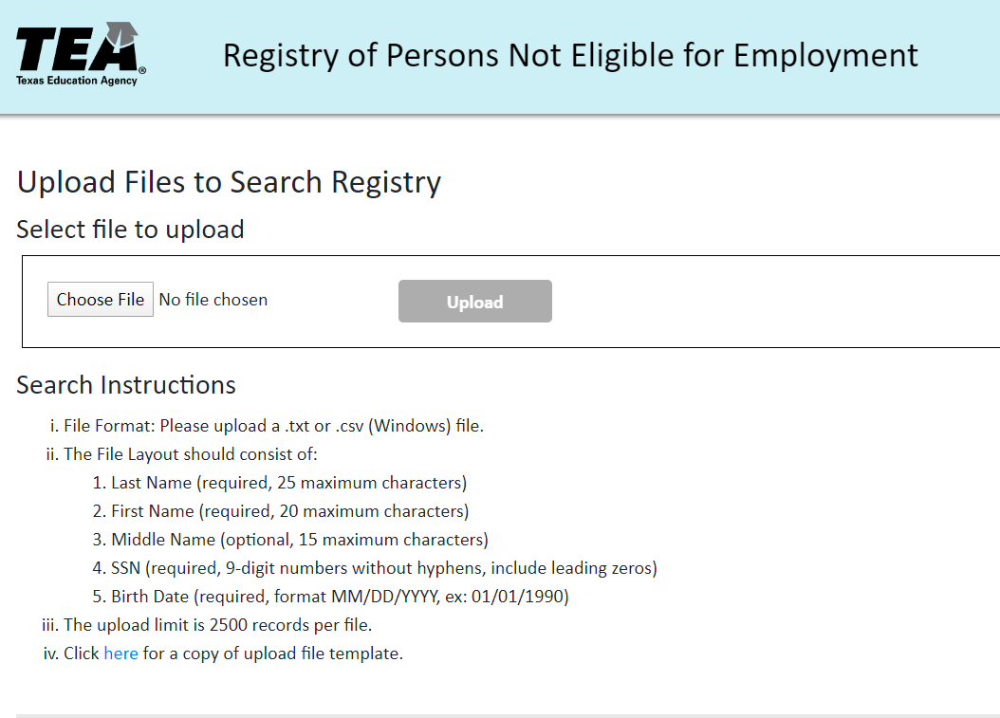 TEA®
Texas Education Agency
Registry of Persons Not Eligible for Employment
Upload Files to Search Registry
Select file to upload
Choose File No file chosen
Upload
Search Instructions
i. File Format: Please upload a .txt or .csv (Windows) file.
ii. The File Layout should consist of:
1. Last Name (required, 25 maximum characters)
2. First Name (required, 20 maximum characters)
3. Middle Name (optional, 15 maximum characters)
4. SSN (required, 9-digit numbers without hyphens, include leading zeros)
5. Birth Date (required, format MM/DD/YYYY, ex: 01/01/1990)
iii. The upload limit is 2500 records per file.
iv. Click here for a copy of upload file template.